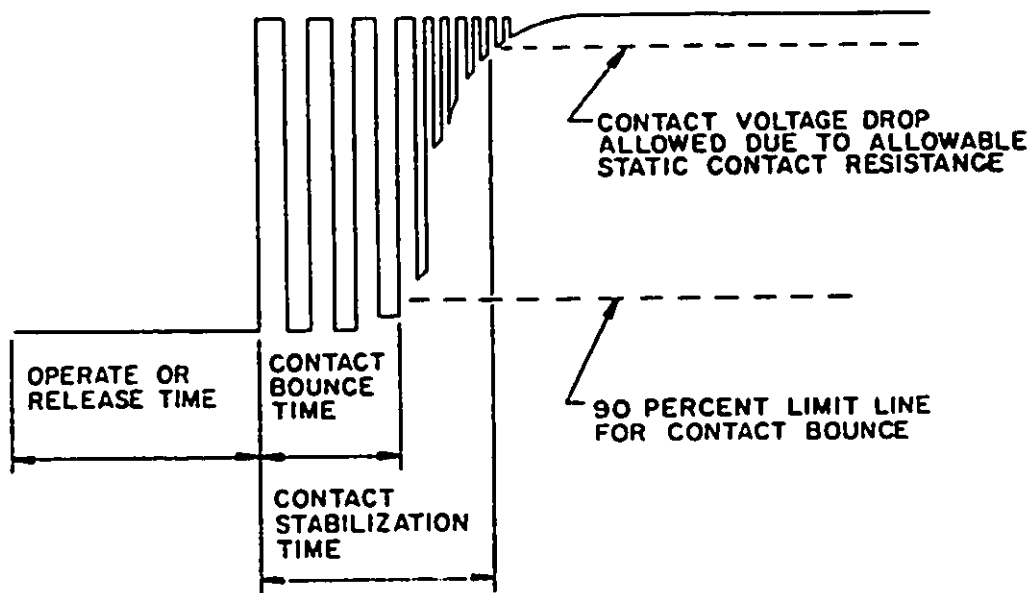 CONTACT VOLTAGE DROP
ALLOWED DUE TO ALLOWABLE
STATIC CONTACT RESISTANCE
OPERATE OR
RELEASE TIME
CONTACT
BOUNCE
TIME
90 PERCENT LIMIT LINE
FOR CONTACT BOUNCE
CONTACT
STABILIZATION
TIME